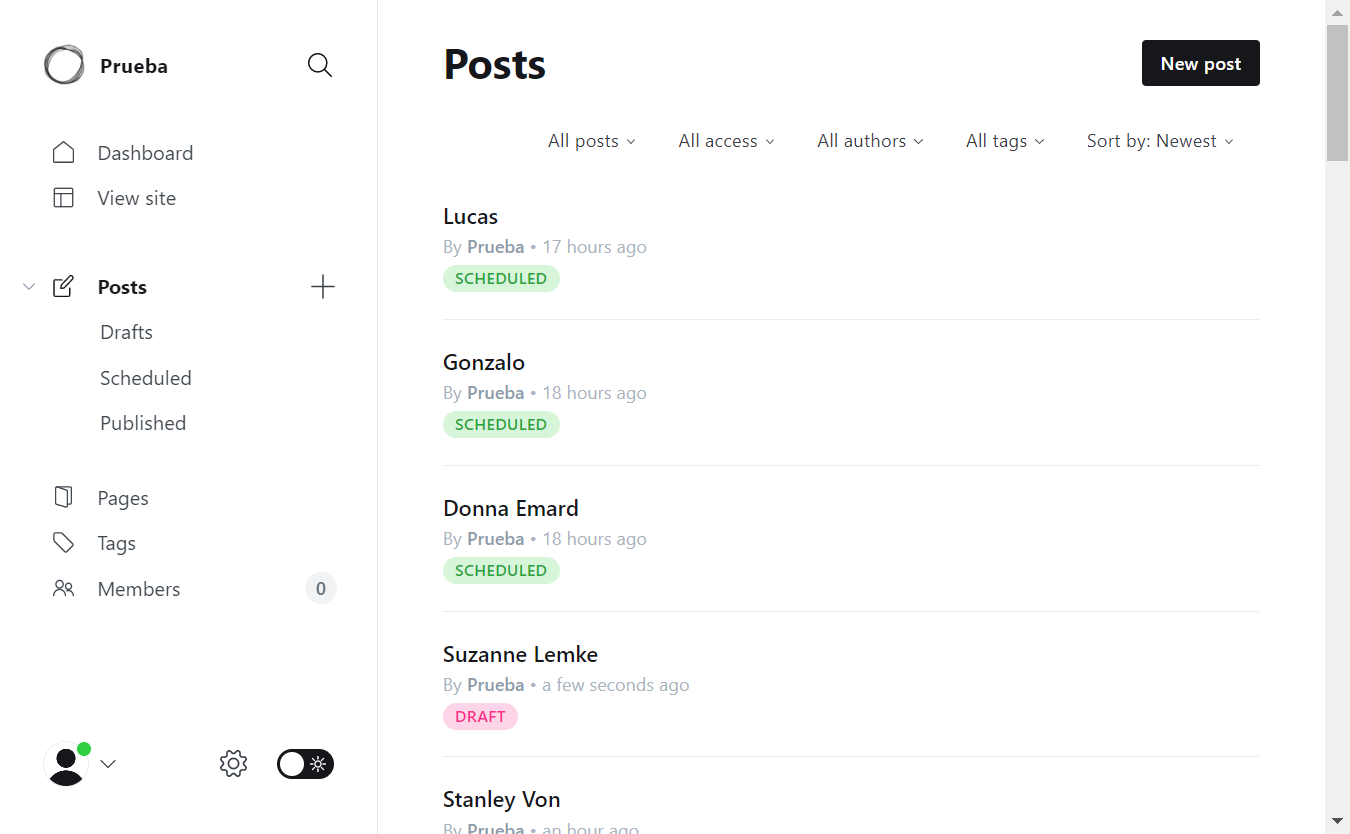 Prueba
Dashboard
View site
Posts
Drafts
Scheduled
Published
Pages
Tags
Members 0
Posts
New post
All posts All access All authors All tags Sort by: Newest
Lucas
By Prueba • 17 hours ago
SCHEDULED
Gonzalo
By Prueba • 18 hours ago
SCHEDULED
Donna Emard
By Prueba • 18 hours ago
SCHEDULED
Suzanne Lemke
By Prueba • a few seconds ago
DRAFT
Stanley Von
By Prueba • an hour ago